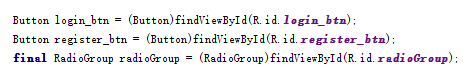 Button login_btn = (Button)findViewById(R.id.login_btn);
Button register_btn = (Button)findViewById(R.id.register_btn);
final RadioGroup radioGroup = (RadioGroup)findViewById(R.id.radioGroup);